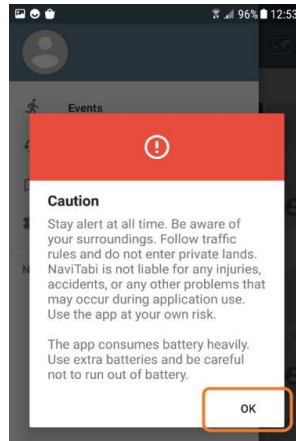 96% 12:53
Events
Caution
Stay alert at all time. Be aware of
your surroundings. Follow traffic
rules and do not enter private lands.
NaviTabi is not liable for any injuries,
accidents, or any other problems that
may occur during application use.
Use the app at your own risk.
The app consumes battery heavily.
Use extra batteries and be careful
not to run out of battery.
OK